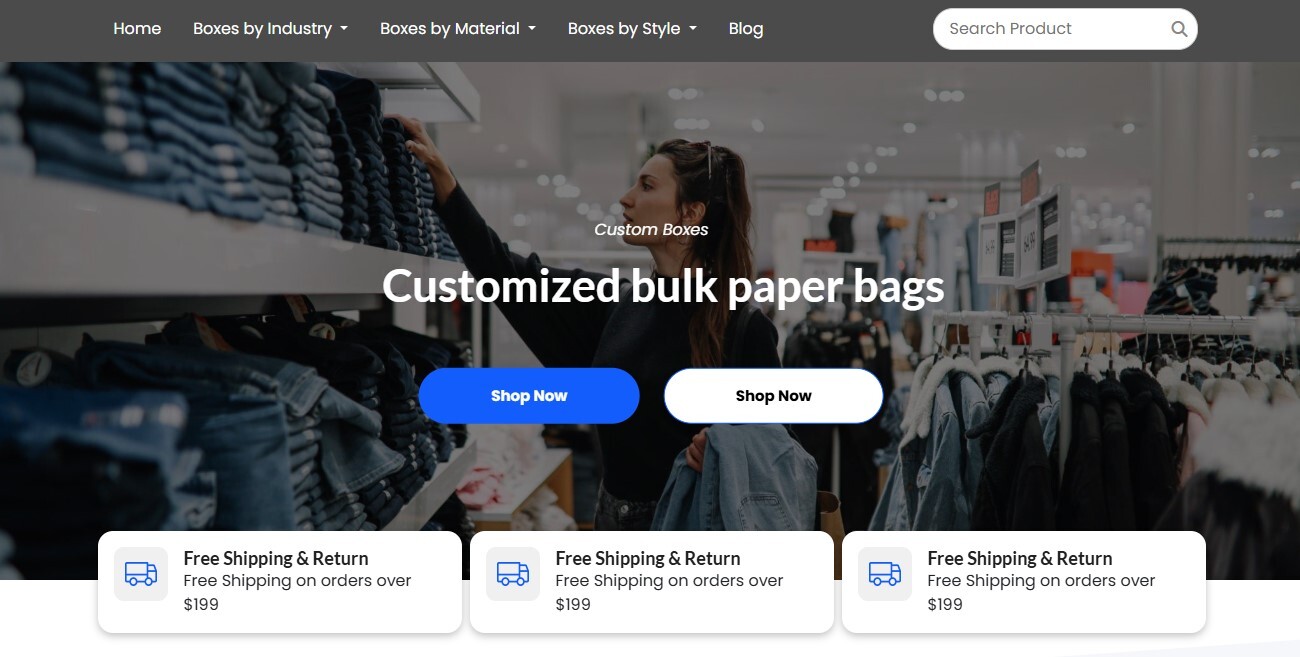 Home Boxes by Industry Boxes by Material Boxes by Style Blog Search Product
Custom Boxes
Customized bulk paper bags
Shop Now Shop Now
Free Shipping & Return Free Shipping & Return Free Shipping & Return
Free Shipping on orders over Free Shipping on orders over Free Shipping on orders over
$199 $199 $199